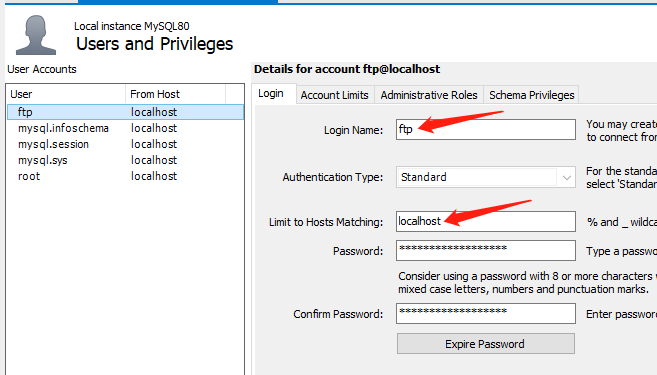 Local instance MySQL80
Users and Privileges
User Accounts
User From Host
ftp localhost
mysql.infoschema localhost
mysql.session localhost
mysql.sys localhost
root localhost
Details for account ftp@localhost
Login Account Limits Administrative Roles Schema Privileges
Login Name: ftp You may create
to connect from
Authentication Type: Standard For the standa
select 'Standar
Limit to Hosts Matching: localhost % and _ wildca
Password: ****************** Type a passwo
Consider using a password with 8 or more characters w
mixed case letters, numbers and punctuation marks.
Confirm Password: ****************** Enter passwor
Expire Password